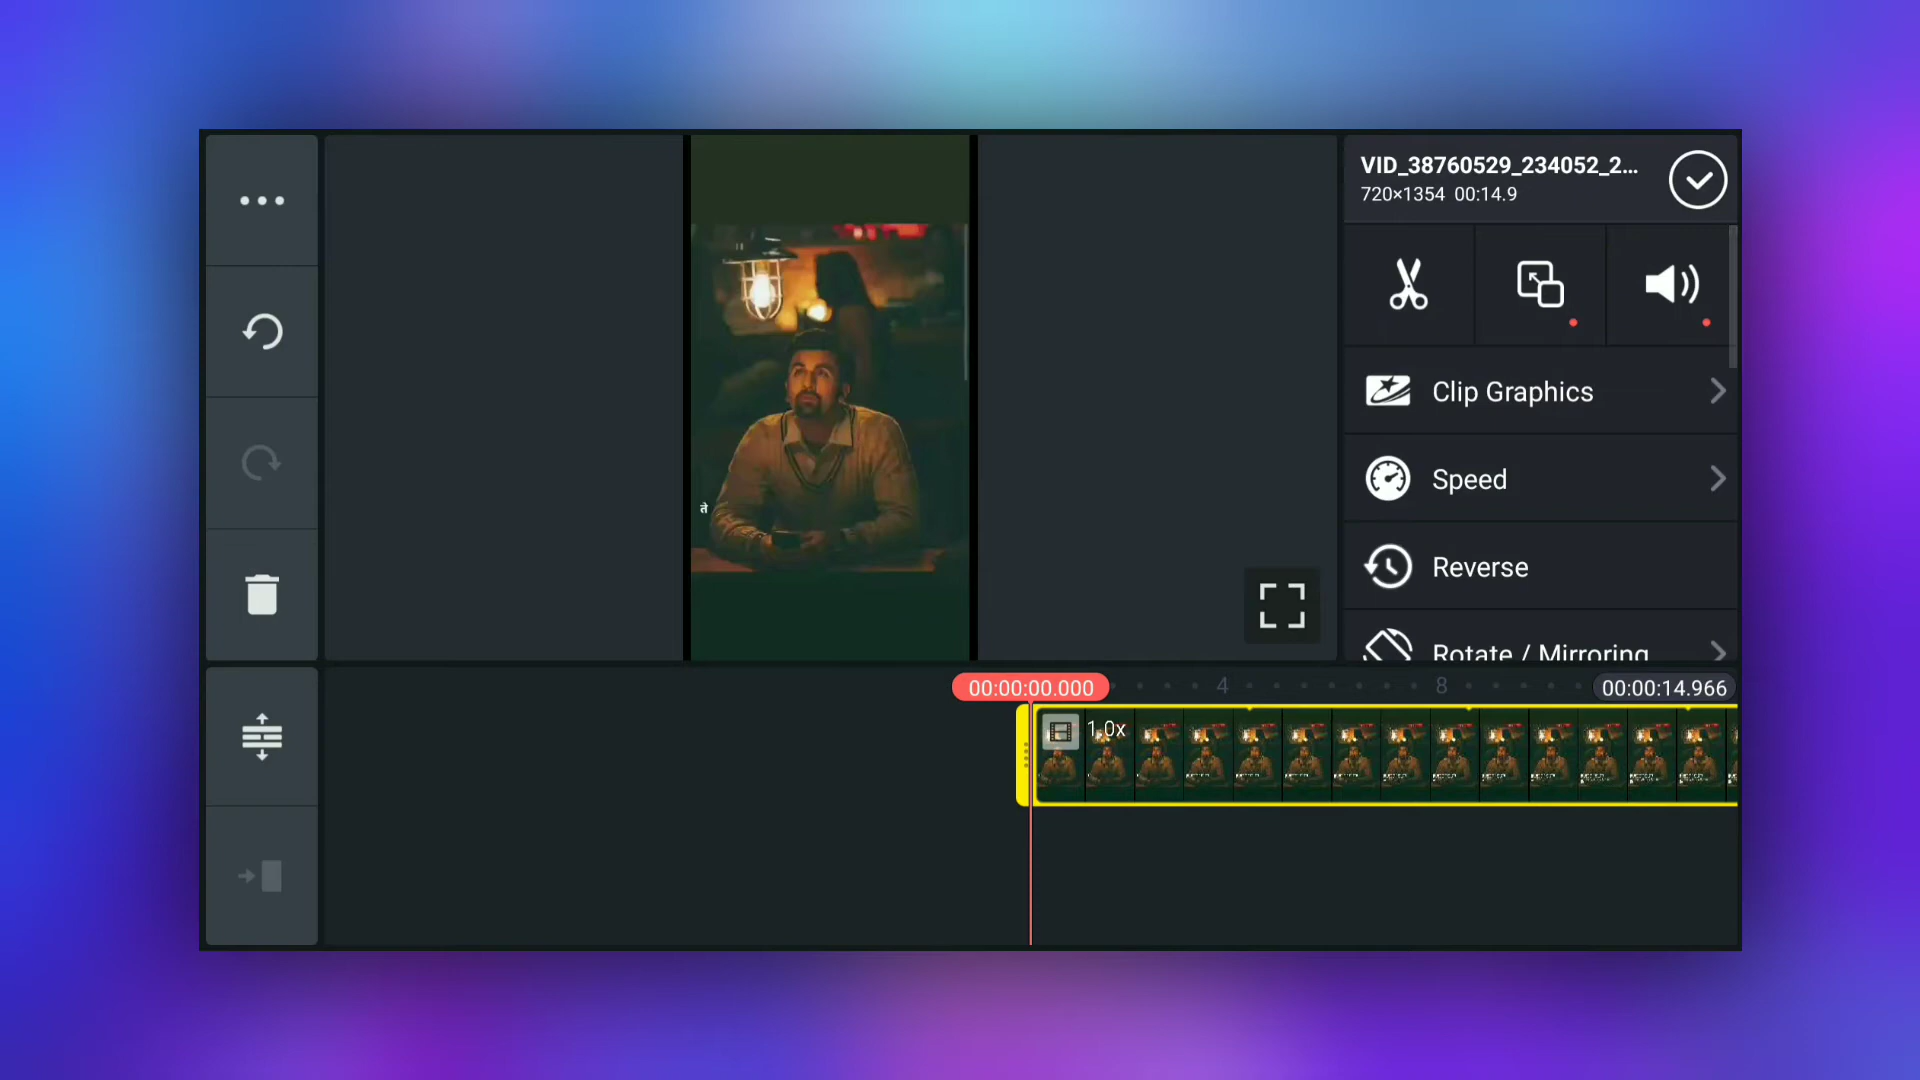 VID_38760529_234052_2...
720×1354 00:14.9
Clip Graphics
Speed
Reverse
Rotate / Mirroring
ते
00:00:00.000
4
8
00:00:14.966
1.0x